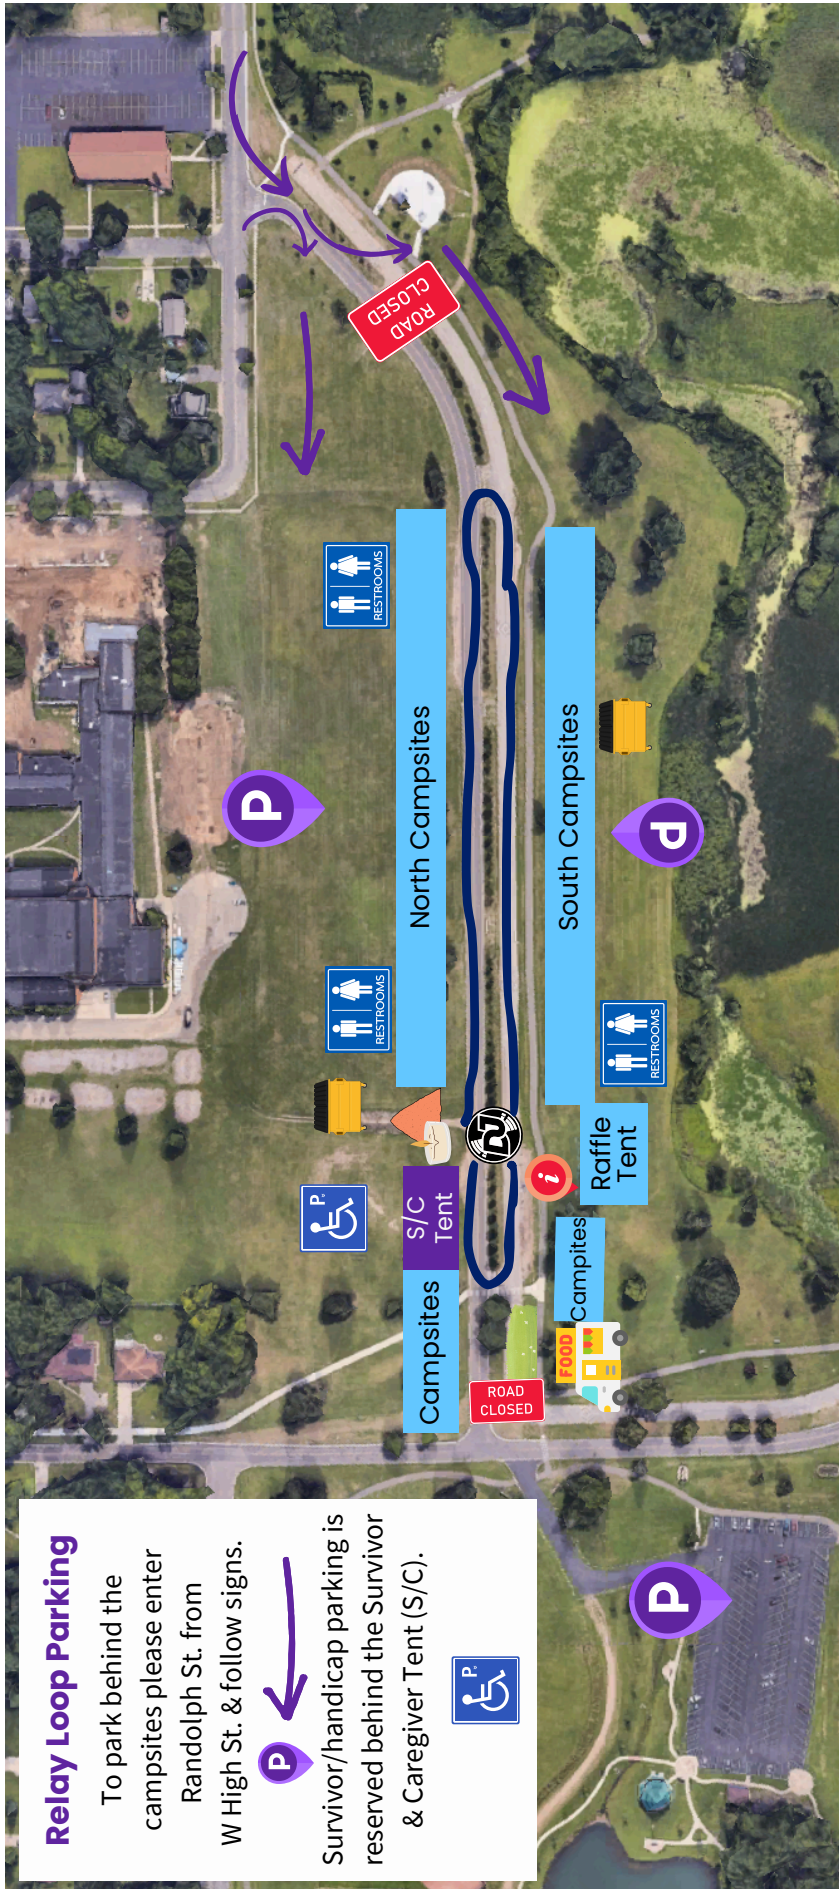 Relay Loop Parking
To park behind the
campsites please enter
Randolph St. from
W High St. & follow signs.
P
Survivor/handicap parking is
reserved behind the Survivor
& Caregiver Tent (S/C).
P.
P
Campsites
S/C
Tent
P.
North Campsites
RESTROOMS
RESTROOMS
P
ROAD
CLOSED
ROAD
CLOSED
DJ
i
FOOD
Campites
Raffle
Tent
South Campsites
RESTROOMS
P